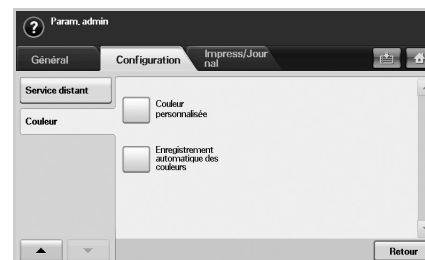 ? Param. admin
Général
Configuration
Impress/Jour
nal
Service distant
Couleur
Couleur
personnalisée
Enregistrement
automatique des
couleurs
Retour